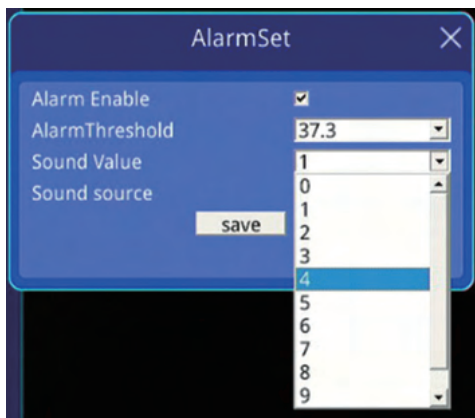 AlarmSet
Alarm Enable
AlarmThreshold 37.3
Sound Value 1
Sound source
save
0
1
2
3
4
5
6
7
8
9